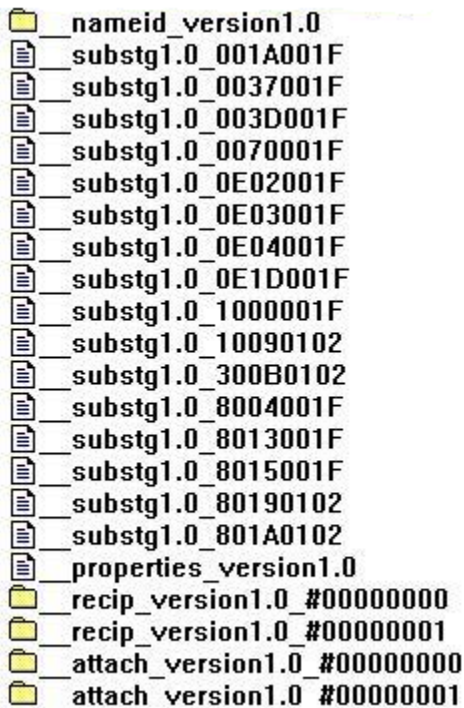 __nameid_version1.0
__substg1.0_001A001F
__substg1.0_0037001F
__substg1.0_003D001F
__substg1.0_0070001F
__substg1.0_0E02001F
__substg1.0_0E03001F
__substg1.0_0E04001F
__substg1.0_0E1D001F
__substg1.0_1000001F
__substg1.0_10090102
__substg1.0_300B0102
__substg1.0_8004001F
__substg1.0_8013001F
__substg1.0_8015001F
__substg1.0_80190102
__substg1.0_801A0102
__properties_version1.0
__recip_version1.0_#00000000
__recip_version1.0_#00000001
__attach_version1.0_#00000000
__attach_version1.0_#00000001